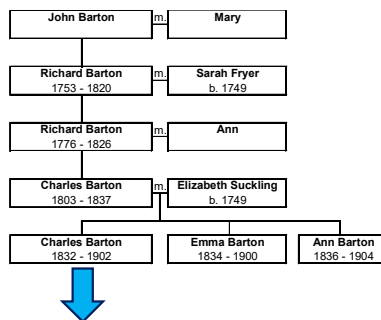 John Barton m. Mary
Richard Barton m. Sarah Fryer
1753 - 1820 b. 1749
Richard Barton m. Ann
1776 - 1826
Charles Barton m. Elizabeth Suckling
1803 - 1837 b. 1749
Charles Barton Emma Barton Ann Barton
1832 - 1902 1834 - 1900 1836 - 1904